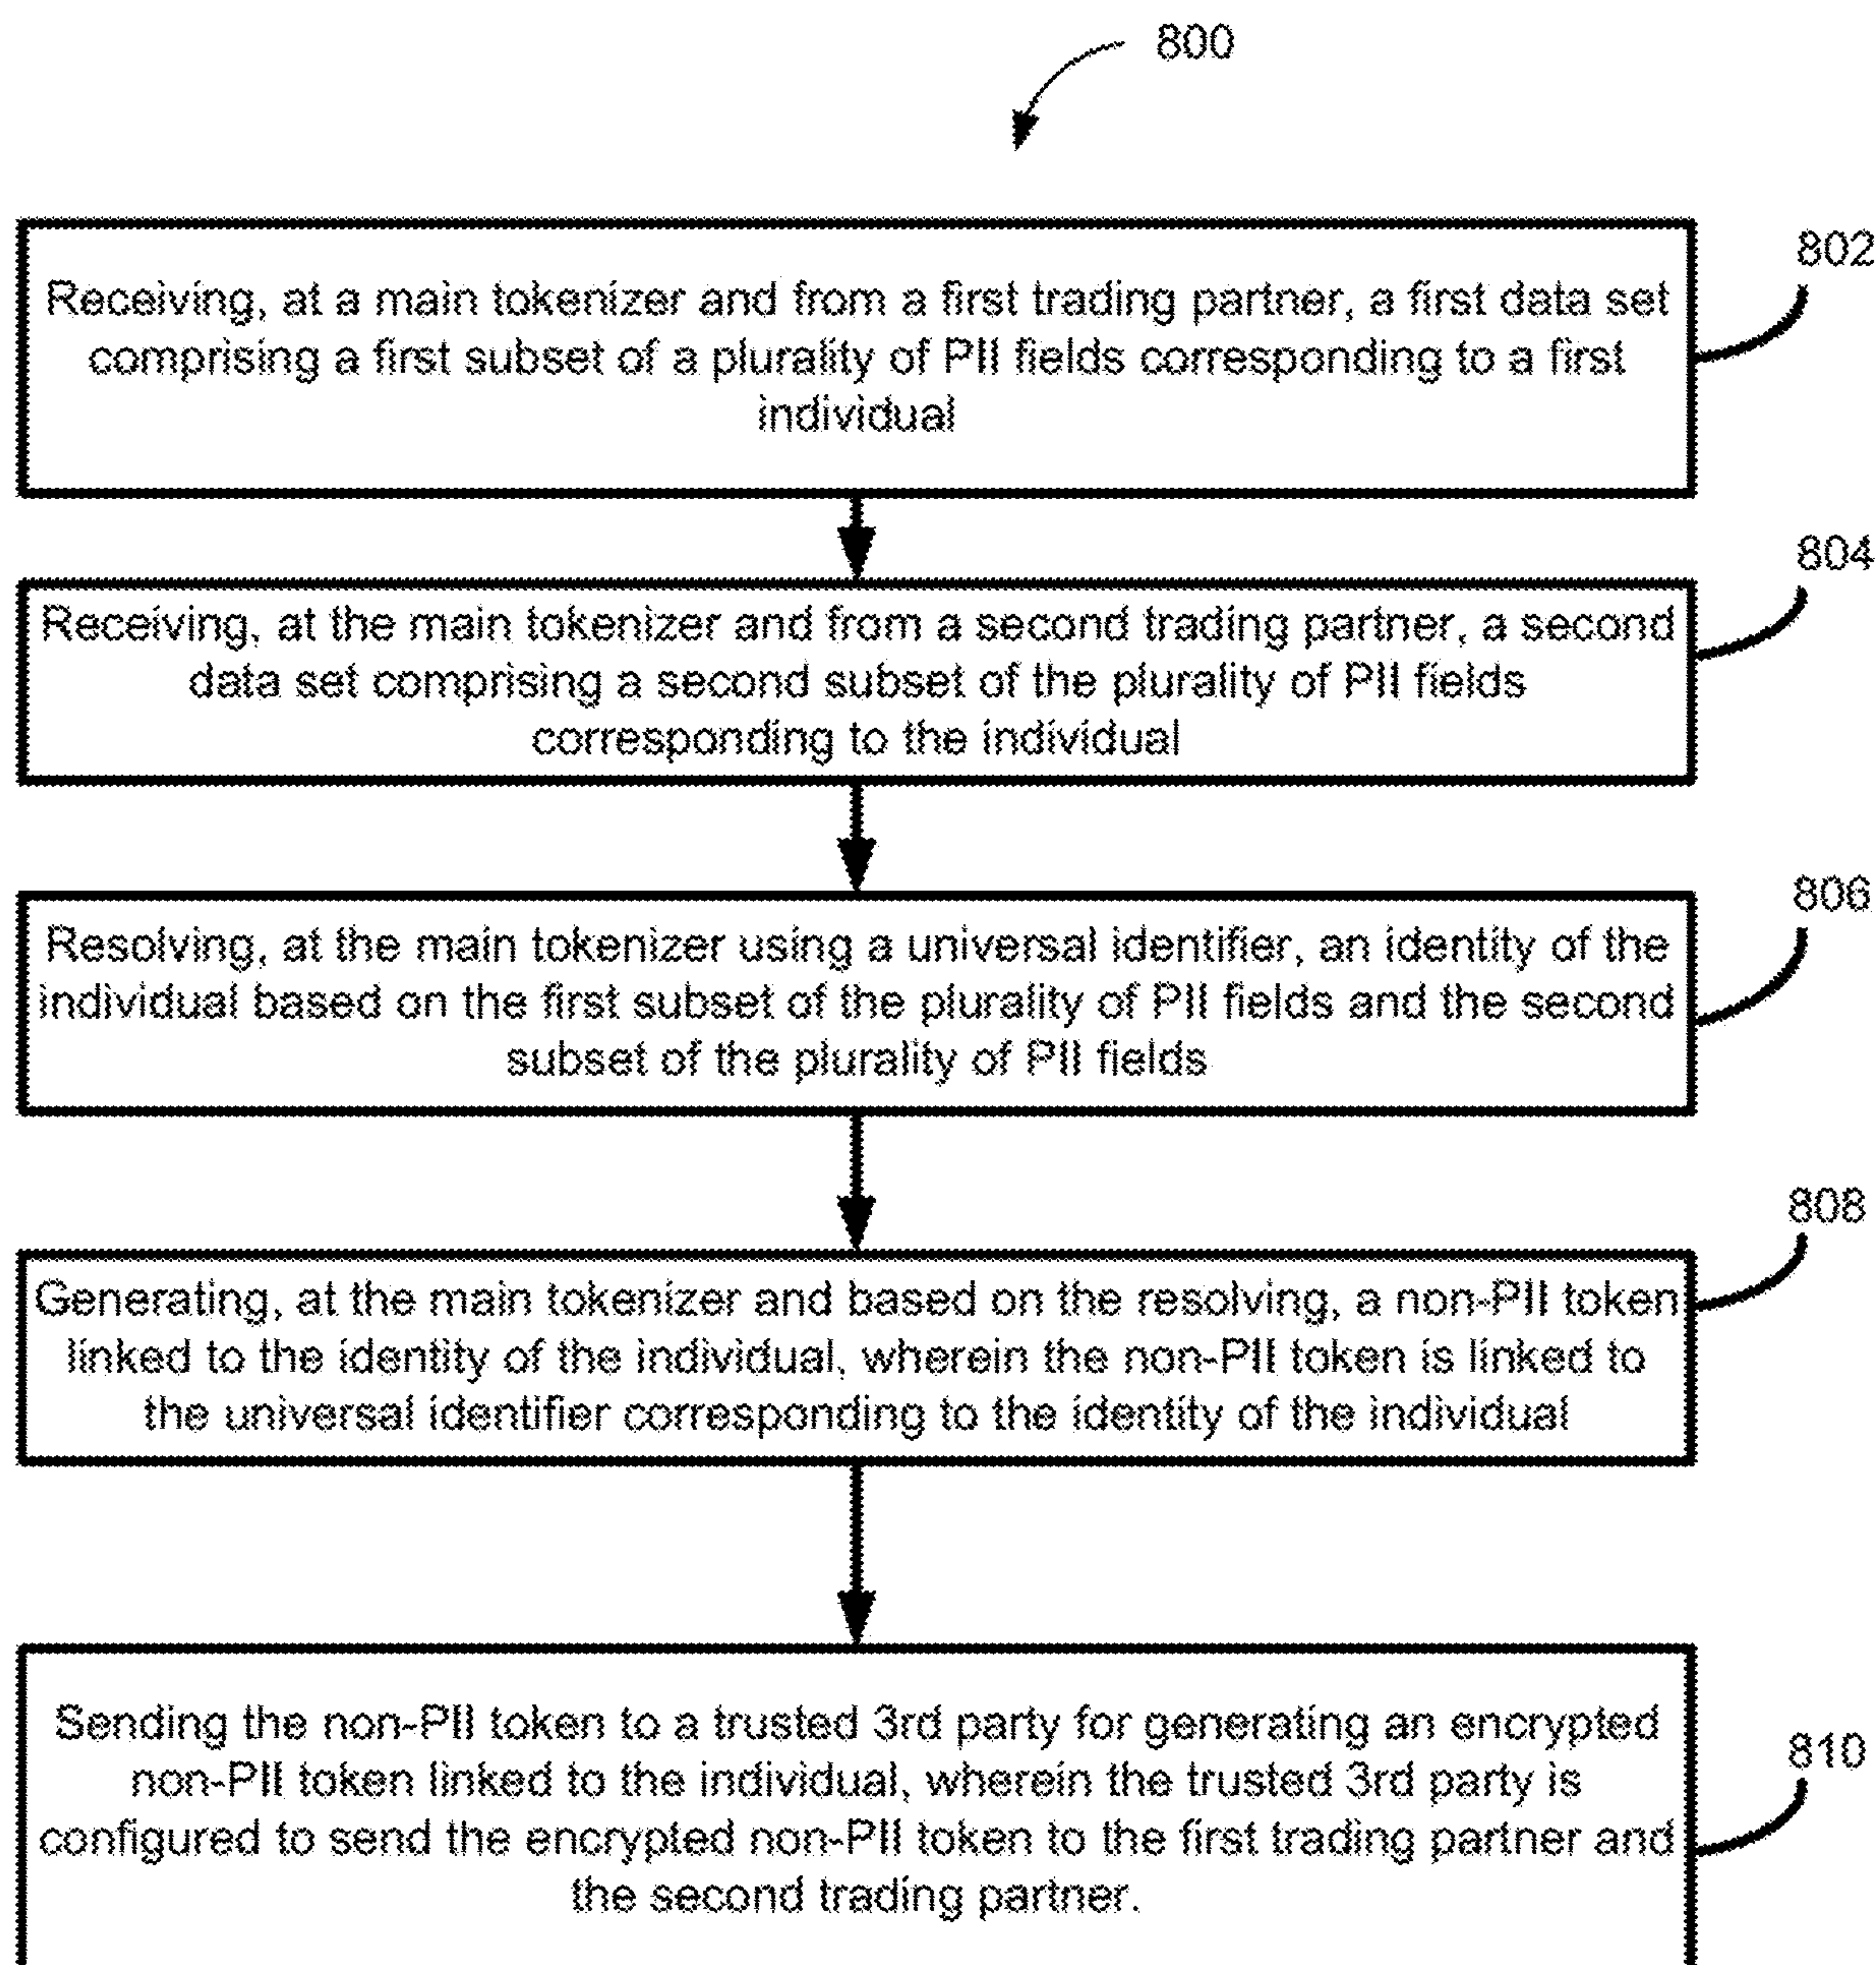 800
802
Receiving, at a main tokenizer and from a first trading partner, a first data set
comprising a first subset of a plurality of PII fields corresponding to a first
individual
804
Receiving, at the main tokenizer and from a second trading partner, a second
data set comprising a second subset of the plurality of PII fields
corresponding to the individual
806
Resolving, at the main tokenizer using a universal identifier, an identity of the
individual based on the first subset of the plurality of PII fields and the second
subset of the plurality of PII fields
808
Generating, at the main tokenizer and based on the resolving, a non-PII token
linked to the identity of the individual, wherein the non-PII token is linked to
the universal identifier corresponding to the identity of the individual
810
Sending the non-PII token to a trusted 3rd party for generating an encrypted
non-PII token linked to the individual, wherein the trusted 3rd party is
configured to send the encrypted non-PII token to the first trading partner and
the second trading partner.